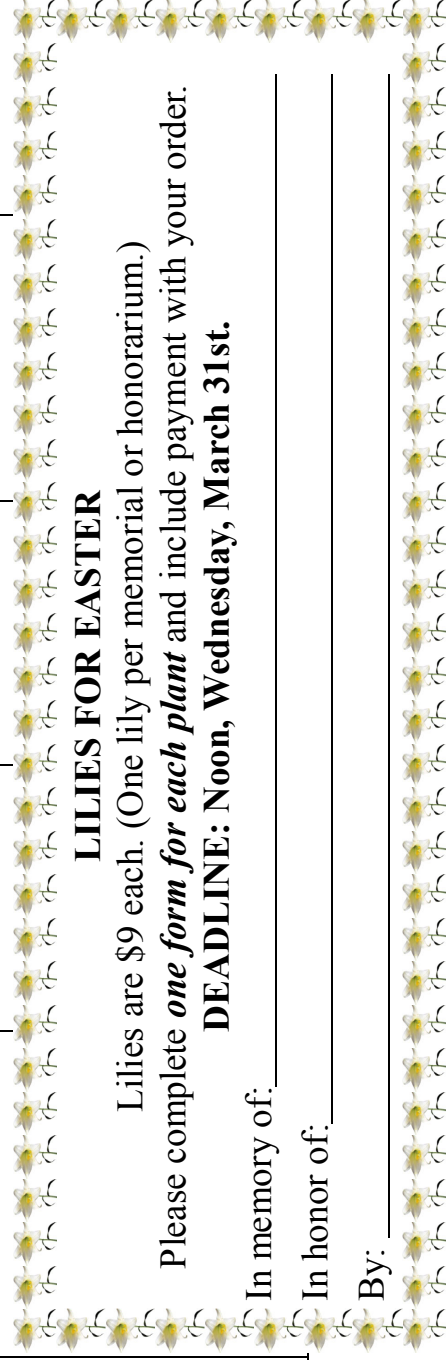 LILIES FOR EASTER
Lilies are $9 each. (One lily per memorial or honorarium.)
Please complete one form for each plant and include payment with your order.
DEADLINE: Noon, Wednesday, March 31st.
In memory of:
In honor of:
By: